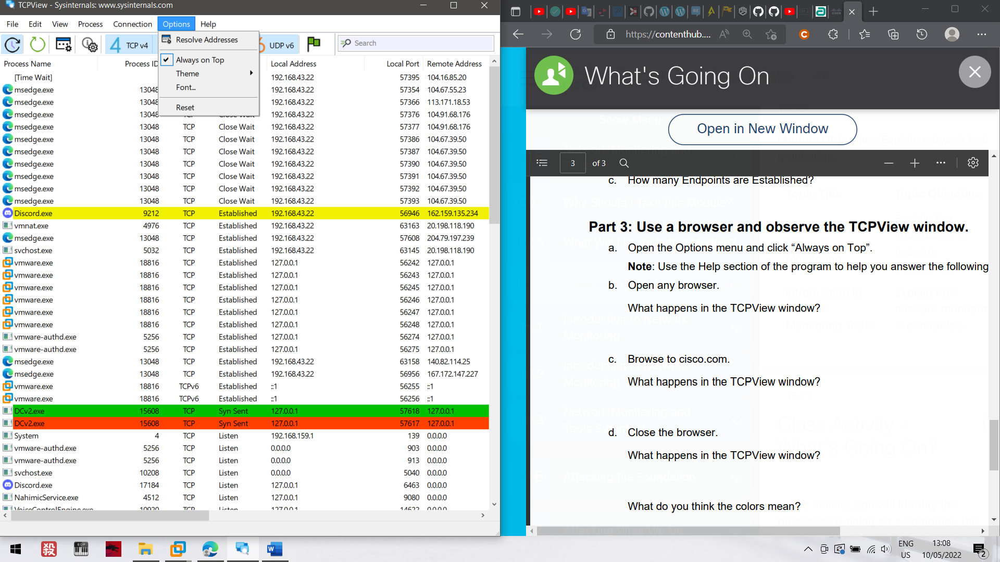 TCPView - Sysinternals: www.sysinternals.com
File Edit View Process Connection Options Help
TCP v4 UDP v6 Search
Resolve Addresses
Always on Top
Theme
Font...
Reset
Process Name Process ID Local Address Local Port Remote Address
[Time Wait] 192.168.43.22 57395 104.16.85.20
msedge.exe 13048 192.168.43.22 57354 104.67.55.23
msedge.exe 13048 192.168.43.22 57366 113.171.18.53
msedge.exe 13048 TCP Close Wait 192.168.43.22 57376 104.91.68.176
msedge.exe 13048 TCP Close Wait 192.168.43.22 57377 104.91.68.176
msedge.exe 13048 TCP Close Wait 192.168.43.22 57386 104.67.39.50
msedge.exe 13048 TCP Close Wait 192.168.43.22 57387 104.67.39.50
msedge.exe 13048 TCP Close Wait 192.168.43.22 57390 104.67.39.50
msedge.exe 13048 TCP Close Wait 192.168.43.22 57391 104.67.39.50
msedge.exe 13048 TCP Close Wait 192.168.43.22 57392 104.67.39.50
msedge.exe 13048 TCP Close Wait 192.168.43.22 57393 104.67.39.50
Discord.exe 9212 TCP Established 192.168.43.22 56946 162.159.135.234
vmnat.exe 4976 TCP Established 192.168.43.22 63163 20.198.118.190
msedge.exe 13048 TCP Established 192.168.43.22 57608 204.79.197.239
svchost.exe 5032 TCP Established 192.168.43.22 63145 20.198.118.190
vmware.exe 18816 TCP Established 127.0.0.1 56242 127.0.0.1
vmware.exe 18816 TCP Established 127.0.0.1 56243 127.0.0.1
vmware.exe 18816 TCP Established 127.0.0.1 56245 127.0.0.1
vmware.exe 18816 TCP Established 127.0.0.1 56246 127.0.0.1
vmware.exe 18816 TCP Established 127.0.0.1 56247 127.0.0.1
vmware.exe 18816 TCP Established 127.0.0.1 56248 127.0.0.1
vmware-authd.exe 5256 TCP Established 127.0.0.1 56274 127.0.0.1
vmware-authd.exe 5256 TCP Established 127.0.0.1 56275 127.0.0.1
msedge.exe 13048 TCP Established 192.168.43.22 63158 140.82.114.25
msedge.exe 13048 TCP Established 192.168.43.22 56956 167.172.147.227
vmware.exe 18816 TCPv6 Established ::1 56255 ::1
vmware.exe 18816 TCPv6 Established ::1 56256 ::1
DCv2.exe 15608 TCP Syn Sent 127.0.0.1 57618 127.0.0.1
DCv2.exe 15608 TCP Syn Sent 127.0.0.1 57617 127.0.0.1
System 4 TCP Listen 192.168.159.1 139 0.0.0.0
vmware-authd.exe 5256 TCP Listen 0.0.0.0 903 0.0.0.0
vmware-authd.exe 5256 TCP Listen 0.0.0.0 913 0.0.0.0
svchost.exe 10208 TCP Listen 0.0.0.0 5040 0.0.0.0
Discord.exe 17184 TCP Listen 127.0.0.1 6463 0.0.0.0
NahimicService.exe 4512 TCP Listen 127.0.0.1 9080 0.0.0.0
VoiceControlEngine.exe 10920 TCP Listen 127.0.0.1 14622 0.0.0.0
https://contenthub....
What's Going On
Open in New Window
3 of 3
c. How many Endpoints are Established?
Part 3: Use a browser and observe the TCPView window.
a. Open the Options menu and click “Always on Top”.
Note: Use the Help section of the program to help you answer the following
b. Open any browser.
What happens in the TCPView window?
c. Browse to cisco.com.
What happens in the TCPView window?
d. Close the browser.
What happens in the TCPView window?
What do you think the colors mean?
殺 EOP W
ENG
US
13:08
10/05/2022
2